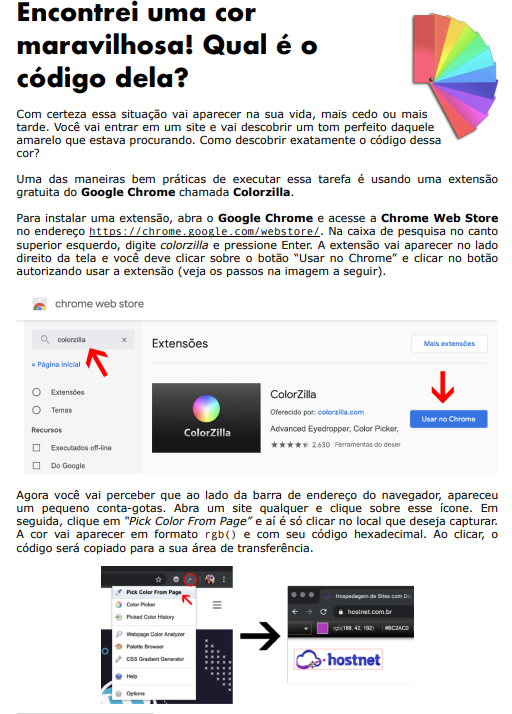 Encontrei uma cor
maravilhosa! Qual é o
código dela?
Com certeza essa situação vai aparecer na sua vida, mais cedo ou mais
tarde. Você vai entrar em um site e vai descobrir um tom perfeito daquele
amarelo que estava procurando. Como descobrir exatamente o código dessa
cor?
Uma das maneiras bem práticas de executar essa tarefa é usando uma extensão
gratuita do Google Chrome chamada Colorzilla.
Para instalar uma extensão, abra o Google Chrome e acesse a Chrome Web Store
no endereço https://chrome.google.com/webstore/. Na caixa de pesquisa no canto
superior esquerdo, digite colorzilla e pressione Enter. A extensão vai aparecer no lado
direito da tela e você deve clicar sobre o botão “Usar no Chrome” e clicar no botão
autorizando usar a extensão (veja os passos na imagem a seguir).
chrome web store
colorzilla ×
« Página inicial
Extensões
Temas
Recursos
Executados off-line
Do Google
Extensões
Mais extensões
ColorZilla
ColorZilla
Oferecido por: colorzilla.com
Advanced Eyedropper, Color Picker,
2.630 Ferramentas do deser
Usar no Chrome
Agora você vai perceber que ao lado da barra de endereço do navegador, apareceu
um pequeno conta-gotas. Abra um site qualquer e clique sobre esse ícone. Em
seguida, clique em “Pick Color From Page” e aí é só clicar no local que deseja capturar.
A cor vai aparecer em formato rgb() e com seu código hexadecimal. Ao clicar, o
código será copiado para a sua área de transferência.
Pick Color From Page
Color Picker
Picked Color History
Webpage Color Analyzer
Palette Browser
CSS Gradient Generator
Help
Options
Hospedagem de Sites com Do
hostnet.com.br
rgb(188, 42, 192) #BC2AC0
hostnet